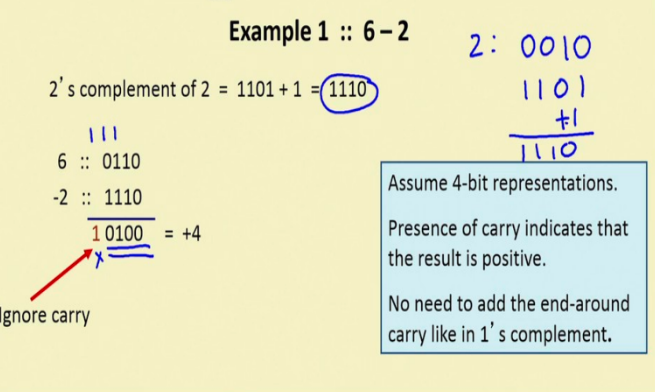 Example 1 :: 6 – 2
2: 0010
1101
+1
1110
2's complement of 2 = 1101 + 1 = 1110
111
6 :: 0110
-2 :: 1110
1 0100 = +4
x
Ignore carry
Assume 4-bit representations.
Presence of carry indicates that
the result is positive.
No need to add the end-around
carry like in 1's complement.